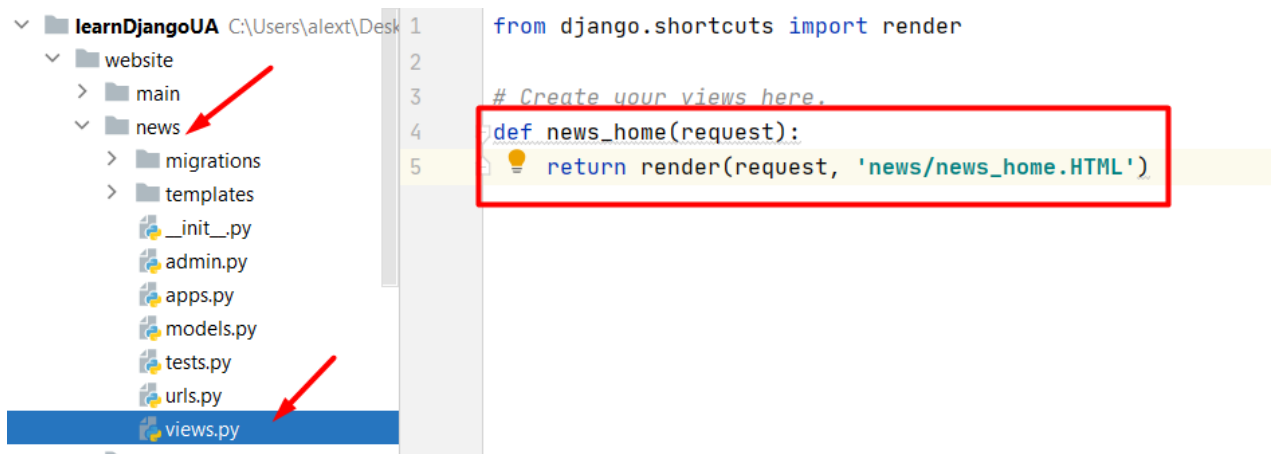 learnDjangoUA C:\Users\alext\Desk
website
main
news
migrations
templates
__init__.py
admin.py
apps.py
models.py
tests.py
urls.py
views.py
1 from django.shortcuts import render
2
3 # Create your views here.
4 def news_home(request):
5 return render(request, 'news/news_home.HTML')